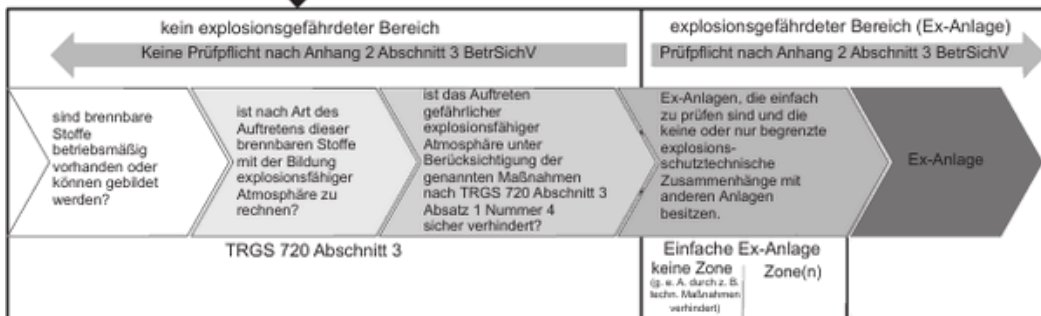 kein explosionsgefährdeter Bereich
Keine Prüfpflicht nach Anhang 2 Abschnitt 3 BetrSichV
explosionsgefährdeter Bereich (Ex-Anlage)
Prüfpflicht nach Anhang 2 Abschnitt 3 BetrSichV
sind brennbare
Stoffe
betriebsmäßig
vorhanden oder
können gebildet
werden?
ist nach Art des
Auftretens dieser
brennbaren Stoffe
mit der Bildung
explosionsfähiger
Atmosphäre zu
rechnen?
ist das Auftreten
gefährlicher
explosionsfähiger
Atmosphäre unter
Berücksichtigung der
genannten Maßnahmen
nach TRGS 720 Abschnitt 3
Absatz 1 Nummer 4
sicher verhindert?
Ex-Anlagen, die einfach
zu prüfen sind und die
keine oder nur begrenzte
explosions-
schutztechnische
Zusammenhänge mit
anderen Anlagen
besitzen.
Ex-Anlage
TRGS 720 Abschnitt 3
Einfache Ex-Anlage
keine Zone
(g. e. A. durch z. B.
techn. Maßnahmen
verhindert)
Zone(n)